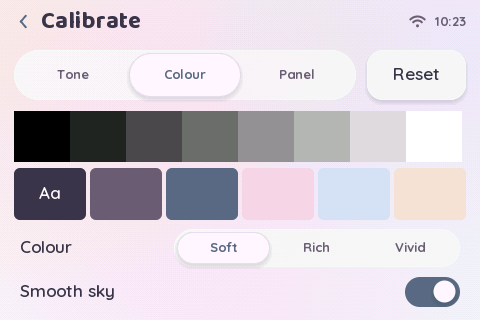 Calibrate
10:23
Tone Colour Panel Reset
Aa
Colour Soft Rich Vivid
Smooth sky